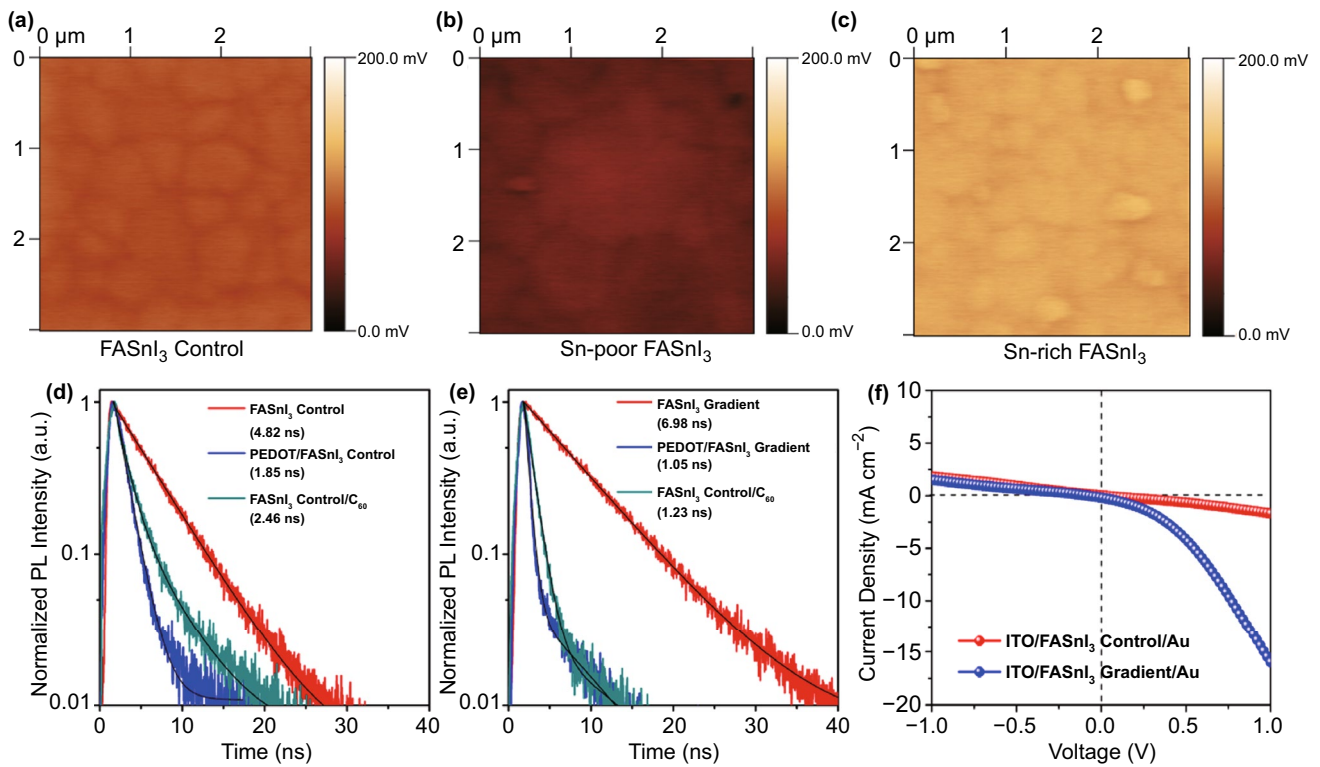 (a)
0 µm 1 2
0
1
2
200.0 mV
0.0 mV
FASnI₃ Control
(b)
0 µm 1 2
0
1
2
200.0 mV
0.0 mV
Sn-poor FASnI₃
(c)
0 µm 1 2
0
1
2
200.0 mV
0.0 mV
Sn-rich FASnI₃
(d)
Normalized PL Intensity (a.u.)
1
0.1
0.01
FASnI₃ Control
(4.82 ns)
PEDOT/FASnI₃ Control
(1.85 ns)
FASnI₃ Control/C₆₀
(2.46 ns)
0 10 20 30 40
Time (ns)
(e)
Normalized PL Intensity (a.u.)
1
0.1
0.01
FASnI₃ Gradient
(6.98 ns)
PEDOT/FASnI₃ Gradient
(1.05 ns)
FASnI₃ Control/C₆₀
(1.23 ns)
0 10 20 30 40
Time (ns)
(f)
Current Density (mA cm⁻²)
10
5
0
−5
−10
−15
−20
ITO/FASnI₃ Control/Au
ITO/FASnI₃ Gradient/Au
−1.0 −0.5 0.0 0.5 1.0
Voltage (V)